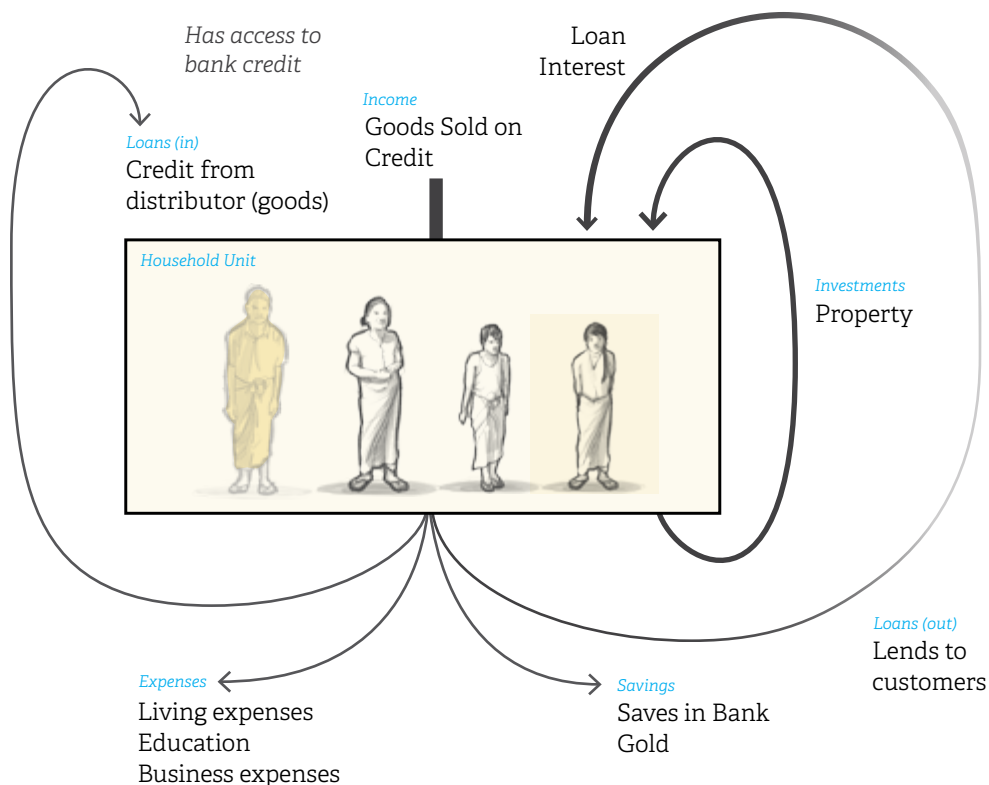 Has access to
bank credit
Loan
Interest
Income
Goods Sold on
Credit
Loans (in)
Credit from
distributor (goods)
Household Unit
Investments
Property
Loans (out)
Lends to
customers
Expenses
Living expenses
Education
Business expenses
Savings
Saves in Bank
Gold